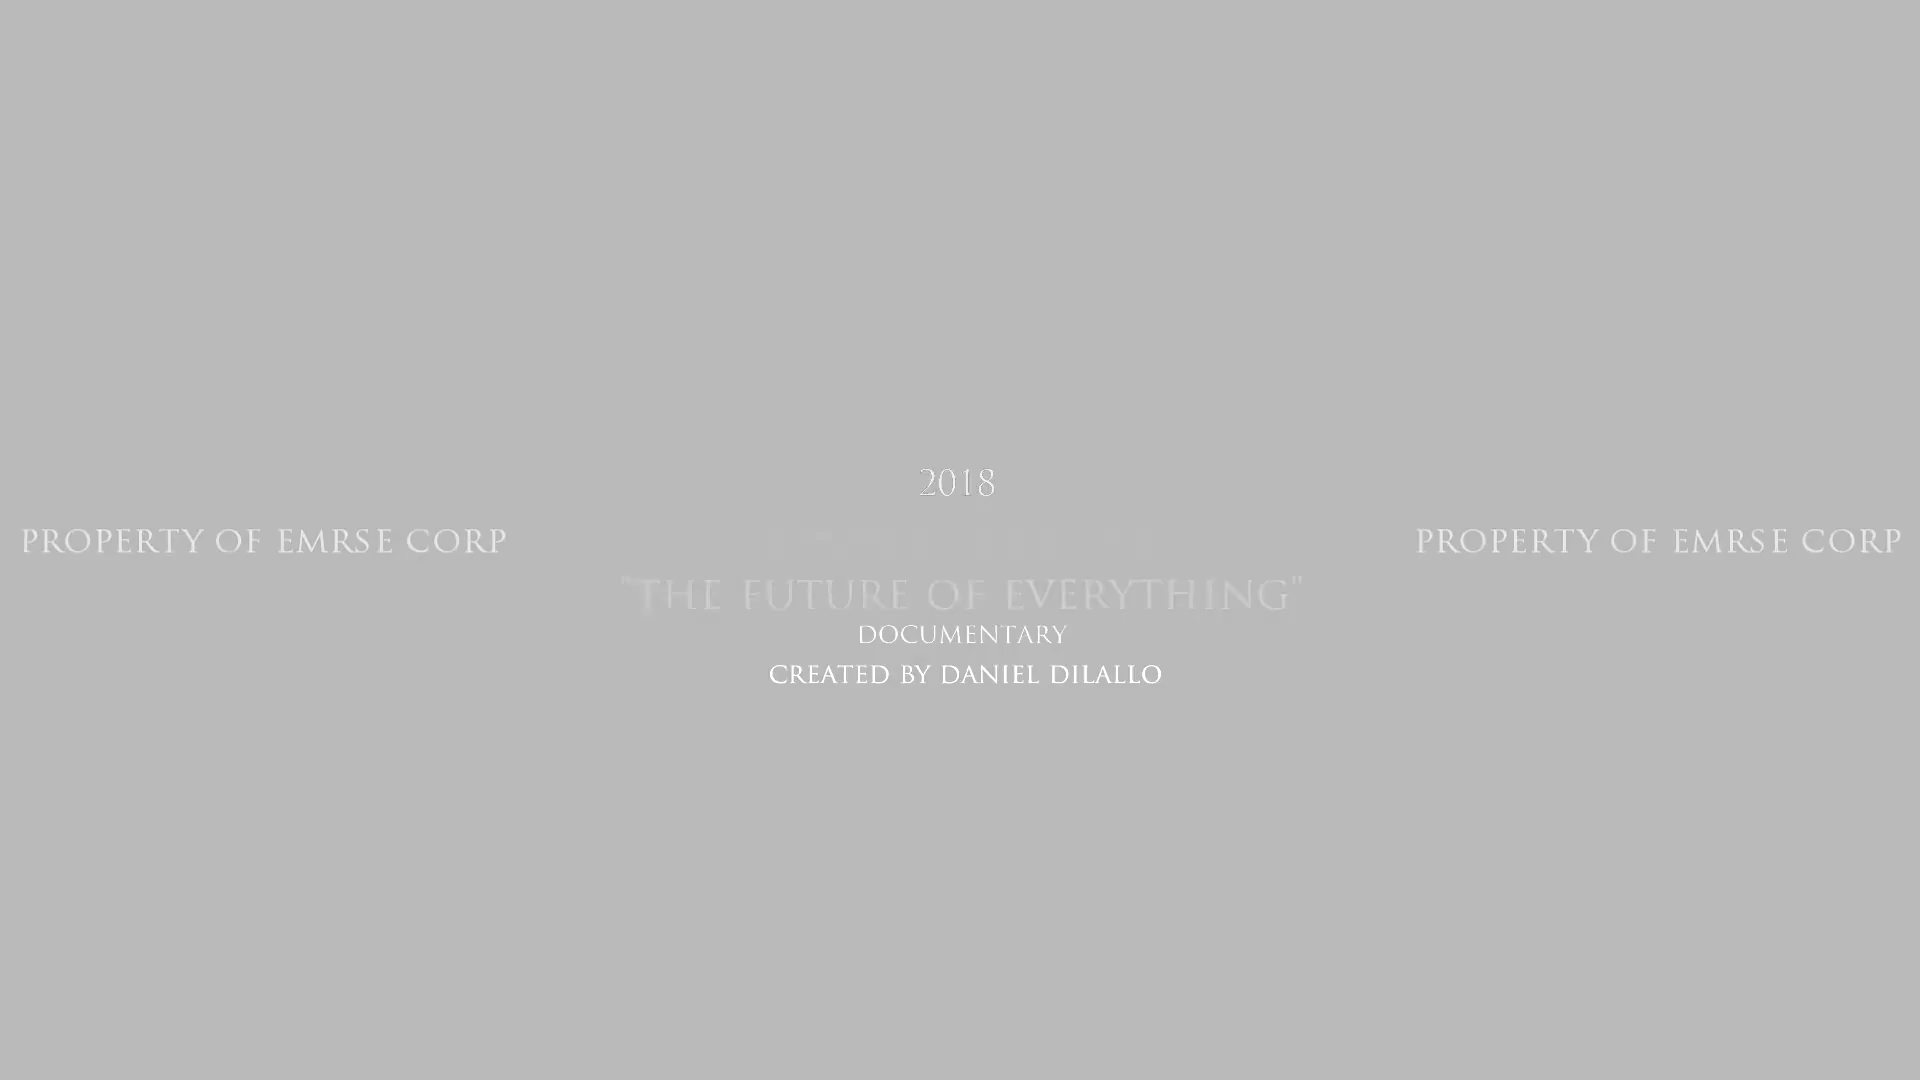 2018
PROPERTY OF EMRSE CORP
PROPERTY OF EMRSE CORP
"THE FUTURE OF EVERYTHING"
DOCUMENTARY
CREATED BY DANIEL DILALLO